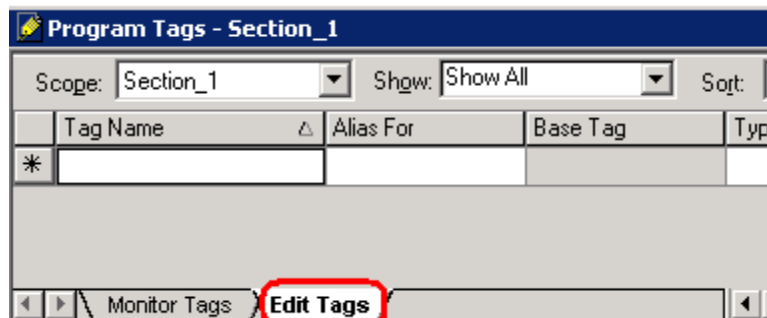 Program Tags - Section_1
Scope: Section_1 Show: Show All Sort:
Tag Name Alias For Base Tag Typ
Monitor Tags Edit Tags